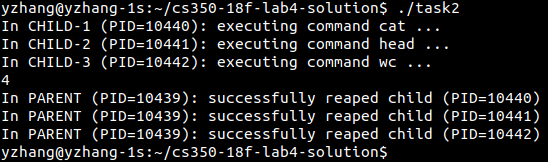 yzhang@yzhang-1s:~/cs350-18f-lab4-solution$ ./task2
In CHILD-1 (PID=10440): executing command cat ...
In CHILD-2 (PID=10441): executing command head ...
In CHILD-3 (PID=10442): executing command wc ...
4
In PARENT (PID=10439): successfully reaped child (PID=10440)
In PARENT (PID=10439): successfully reaped child (PID=10441)
In PARENT (PID=10439): successfully reaped child (PID=10442)
yzhang@yzhang-1s:~/cs350-18f-lab4-solution$